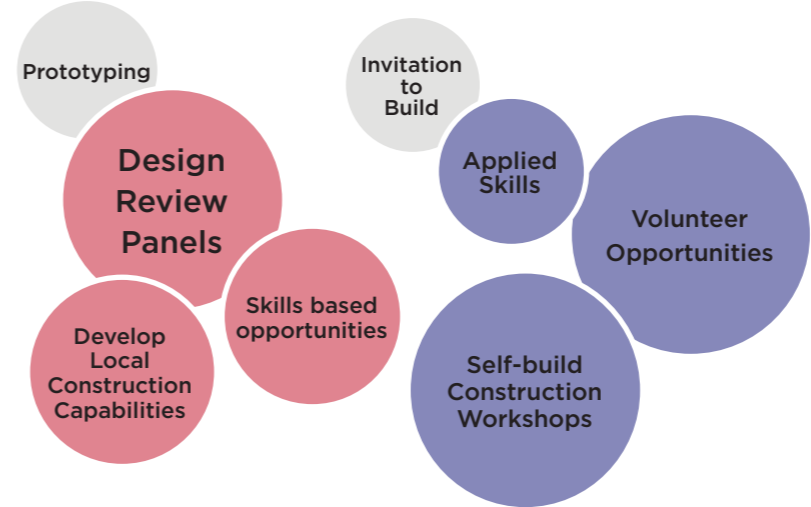 Prototyping
Design
Review
Panels
Develop
Local
Construction
Capabilities
Skills based
opportunities
Invitation
to
Build
Applied
Skills
Volunteer
Opportunities
Self-build
Construction
Workshops